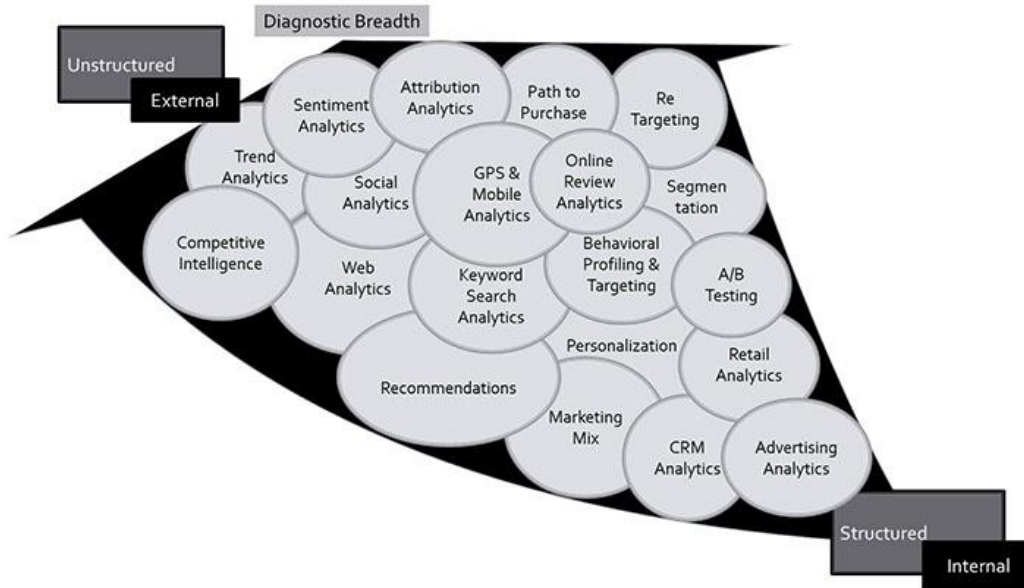 Diagnostic Breadth
Unstructured
External
Sentiment
Analytics
Attribution
Analytics
Path to
Purchase
Re
Targeting
Trend
Analytics
Social
Analytics
GPS &
Mobile
Analytics
Online
Review
Analytics
Segmen
tation
Competitive
Intelligence
Web
Analytics
Keyword
Search
Analytics
Behavioral
Profiling &
Targeting
A/B
Testing
Personalization
Retail
Analytics
Recommendations
Marketing
Mix
CRM
Analytics
Advertising
Analytics
Structured
Internal